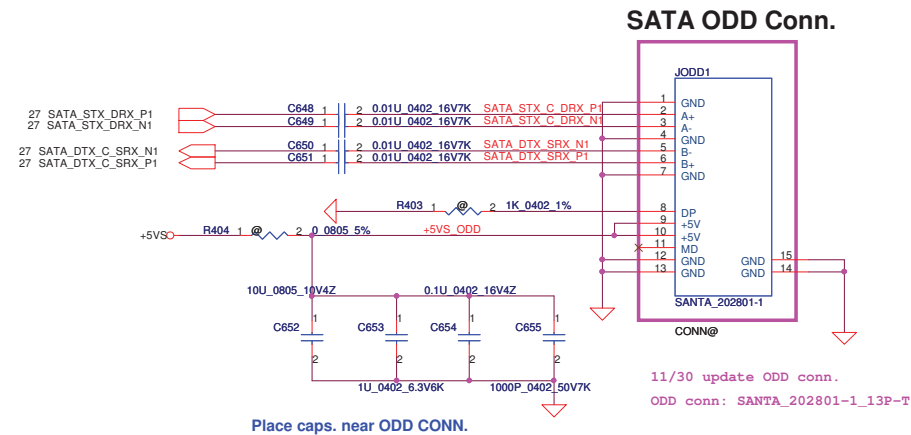 SATA ODD Conn.
JODD1
27 SATA_STX_DRX_P1 C648 1 2 0.01U_0402_16V7K SATA_STX_C_DRX_P1 1 GND
27 SATA_STX_DRX_N1 C649 1 2 0.01U_0402_16V7K SATA_STX_C_DRX_N1 2 A+
3 A-
4 GND
27 SATA_DTX_C_SRX_N1 C650 1 2 0.01U_0402_16V7K SATA_DTX_SRX_N1 5 B-
27 SATA_DTX_C_SRX_P1 C651 1 2 0.01U_0402_16V7K SATA_DTX_SRX_P1 6 B+
7 GND
R403 1 @ 2 1K_0402_1% 8 DP
9 +5V
+5VS R404 1 @ 2 0_0805_5% +5VS_ODD 10 +5V
11 MD
12 GND GND 15
13 GND GND 14
10U_0805_10V4Z 0.1U_0402_16V4Z SANTA_202801-1
1 1 1 1
C652 C653 C654 C655 CONN@
2 2 2 2
1U_0402_6.3V6K 1000P_0402_50V7K
11/30 update ODD conn.
ODD conn: SANTA_202801-1_13P-T
Place caps. near ODD CONN.